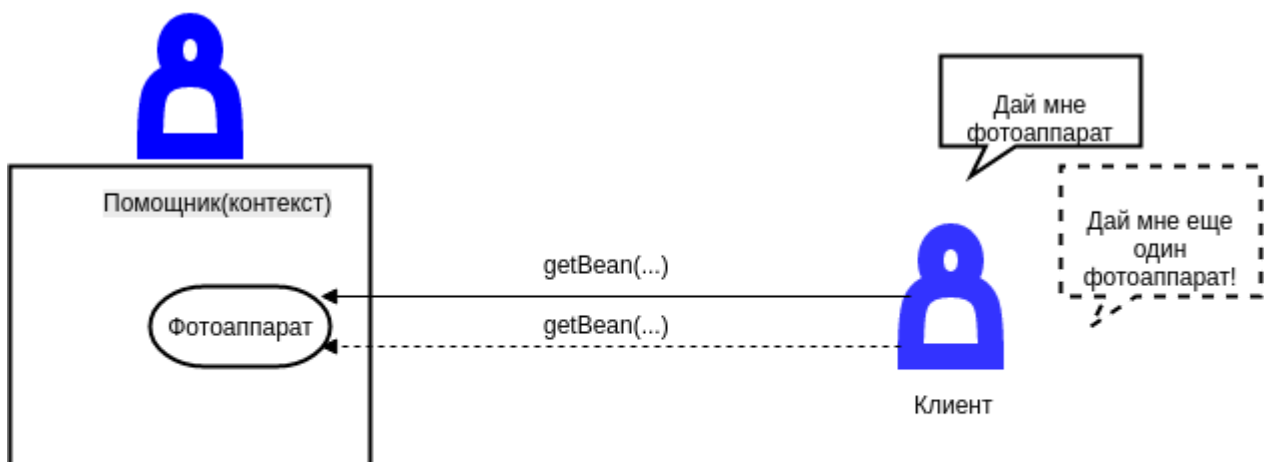 Дай мне
фотоаппарат
Помощник(контекст)
Дай мне еще
один
фотоаппарат!
getBean(...)
Фотоаппарат
getBean(...)
Клиент